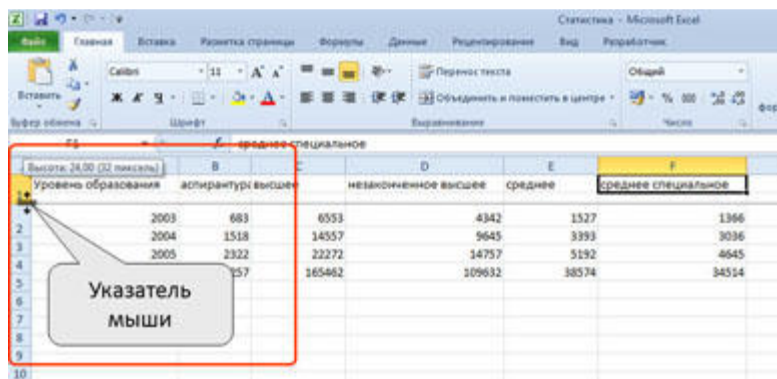 Статистика - Microsoft Excel
Файл Главная Вставка Разметка страницы Формулы Данные Рецензирование Вид Разработчик
Calibri 11 Перенос текста Общий
Вставить Ж К Ч Объединить и поместить в центре % 000
Буфер обмена Шрифт Выравнивание Число
F1 среднее специальное
Высота: 24,00 (32 пиксель) B C D E F
Уровень образования аспирантура высшее незаконченное высшее среднее среднее специальное
1
2 2003 683 6553 4342 1527 1366
3 2004 1518 14557 9645 3393 3036
4 2005 2322 22272 14757 5192 4645
5 257 165462 109632 38574 34514
6
7
8
9
10
Указатель
мыши